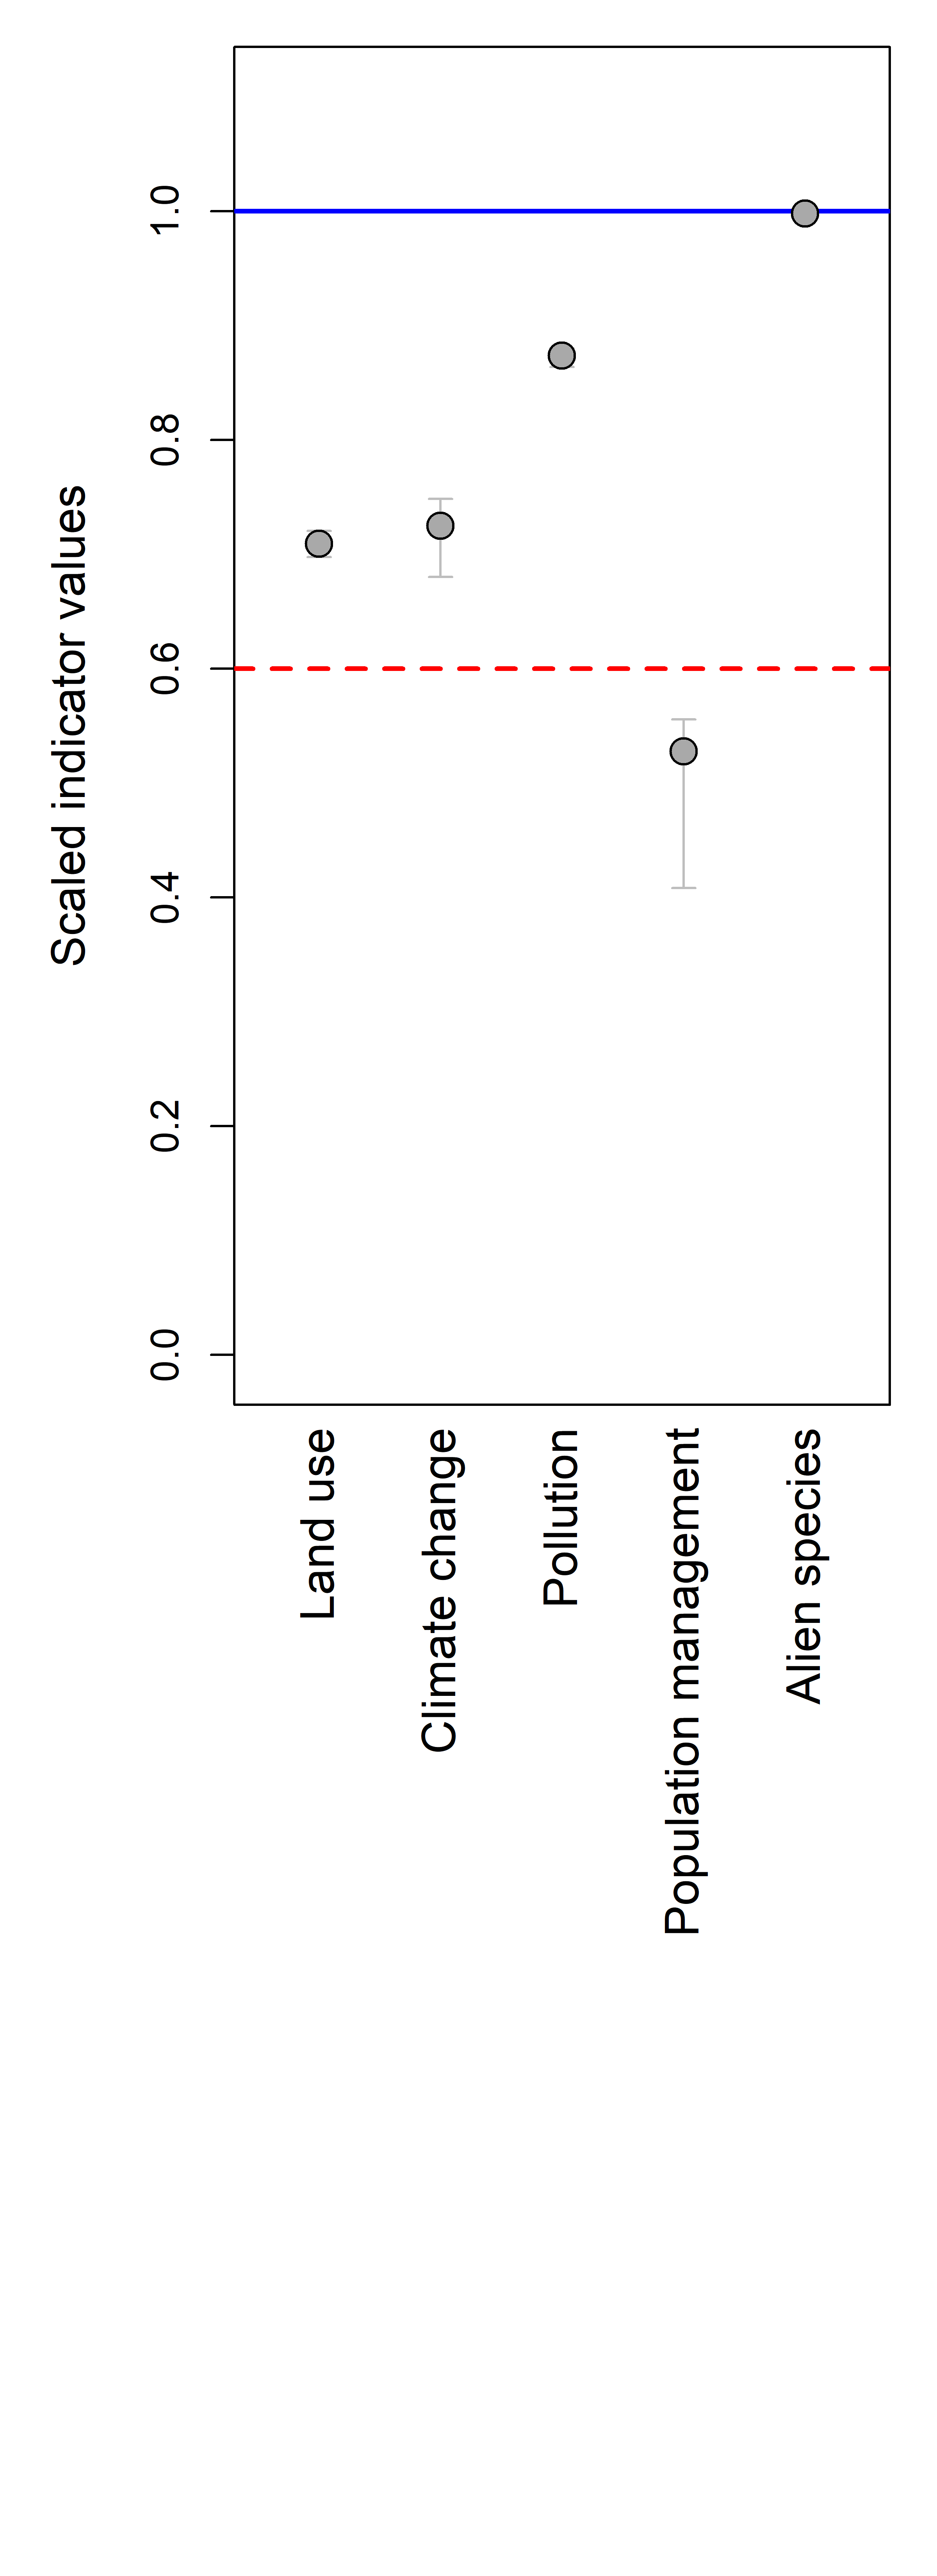 Scaled indicator values
1.0
0.8
0.6
0.4
0.2
0.0
Land use
Climate change
Pollution
Population management
Alien species